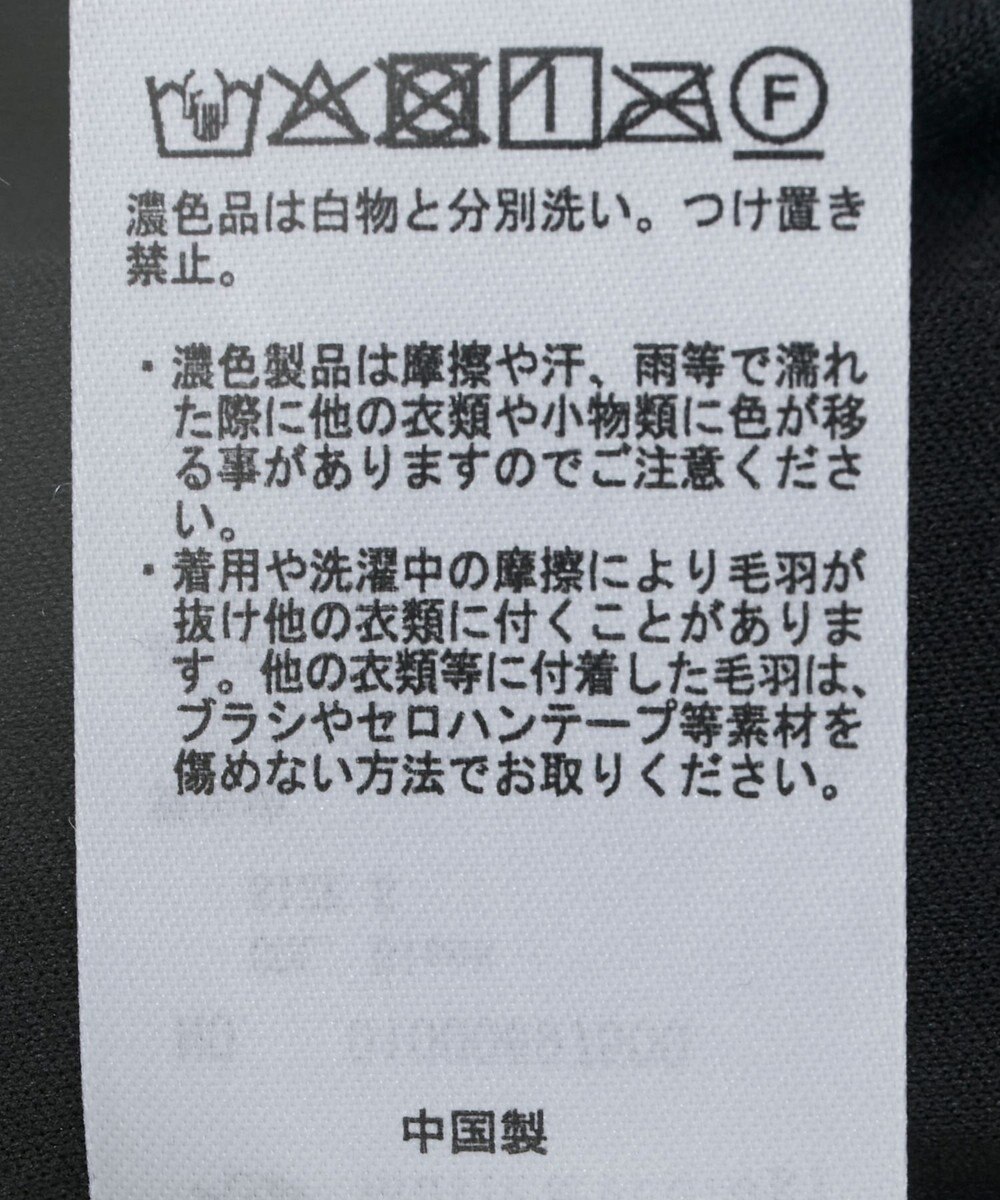 F
濃色品は白物と分別洗い。つけ置き
禁止。
・濃色製品は摩擦や汗、雨等で濡れ
た際に他の衣類や小物類に色が移
る事がありますのでご注意くださ
い。
・着用や洗濯中の摩擦により毛羽が
抜け他の衣類に付くことがありま
す。他の衣類等に付着した毛羽は、
ブラシやセロハンテープ等素材を
傷めない方法でお取りください。
中国製